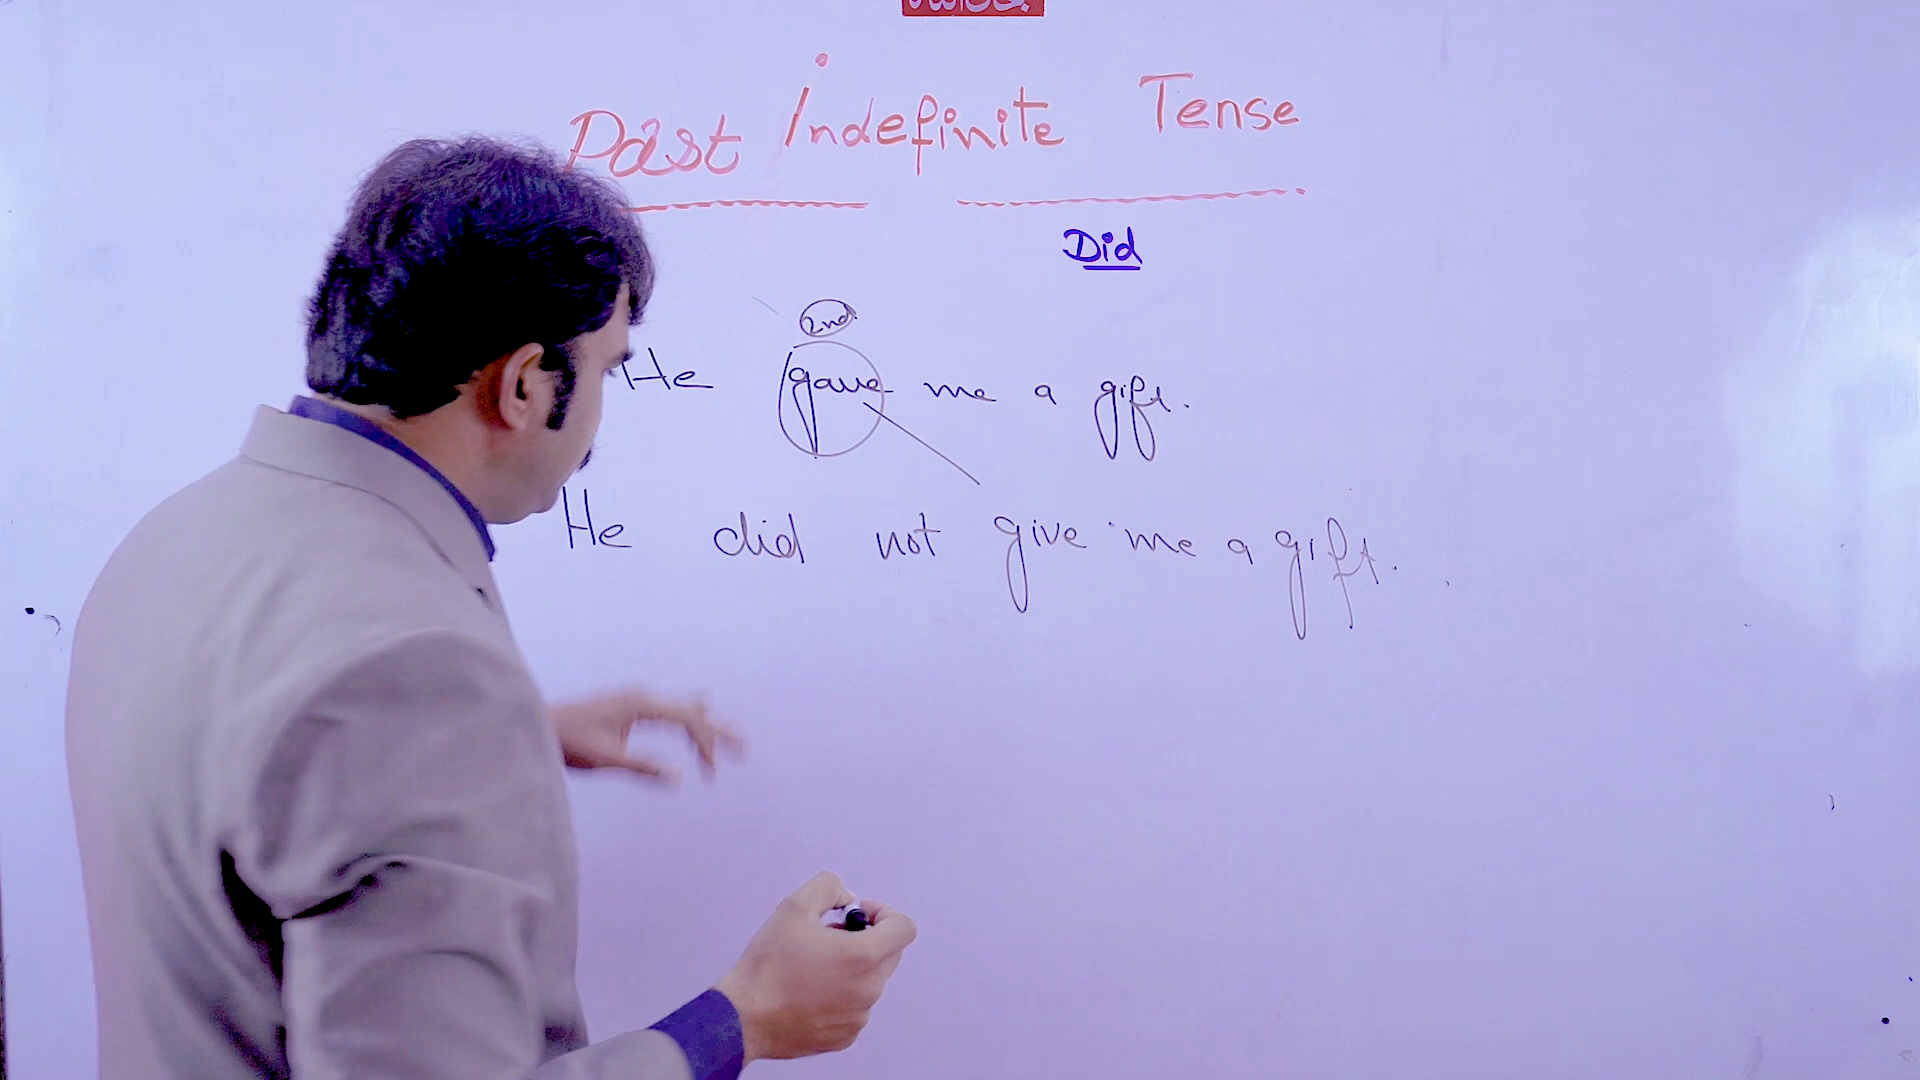 Past Indefinite Tense
Did
2nd
He gave me a gift.
He did not give me a gift.